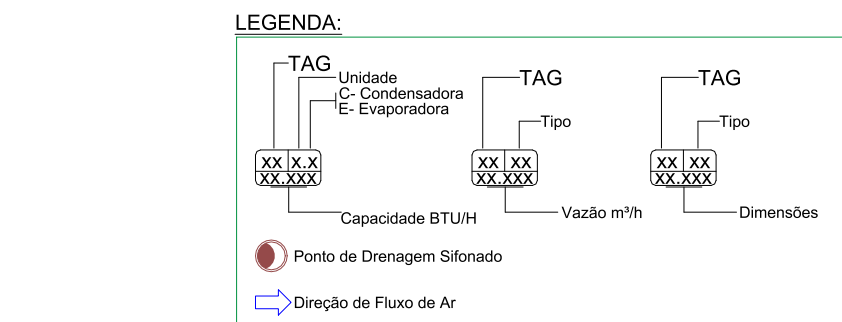 LEGENDA:
TAG
Unidade
C- Condensadora
E- Evaporadora
xx x.x
xx.xxx
Capacidade BTU/H
TAG
Tipo
xx xx
xx.xxx
Vazão m³/h
TAG
Tipo
xx xx
xx.xxx
Dimensões
Ponto de Drenagem Sifonado
Direção de Fluxo de Ar